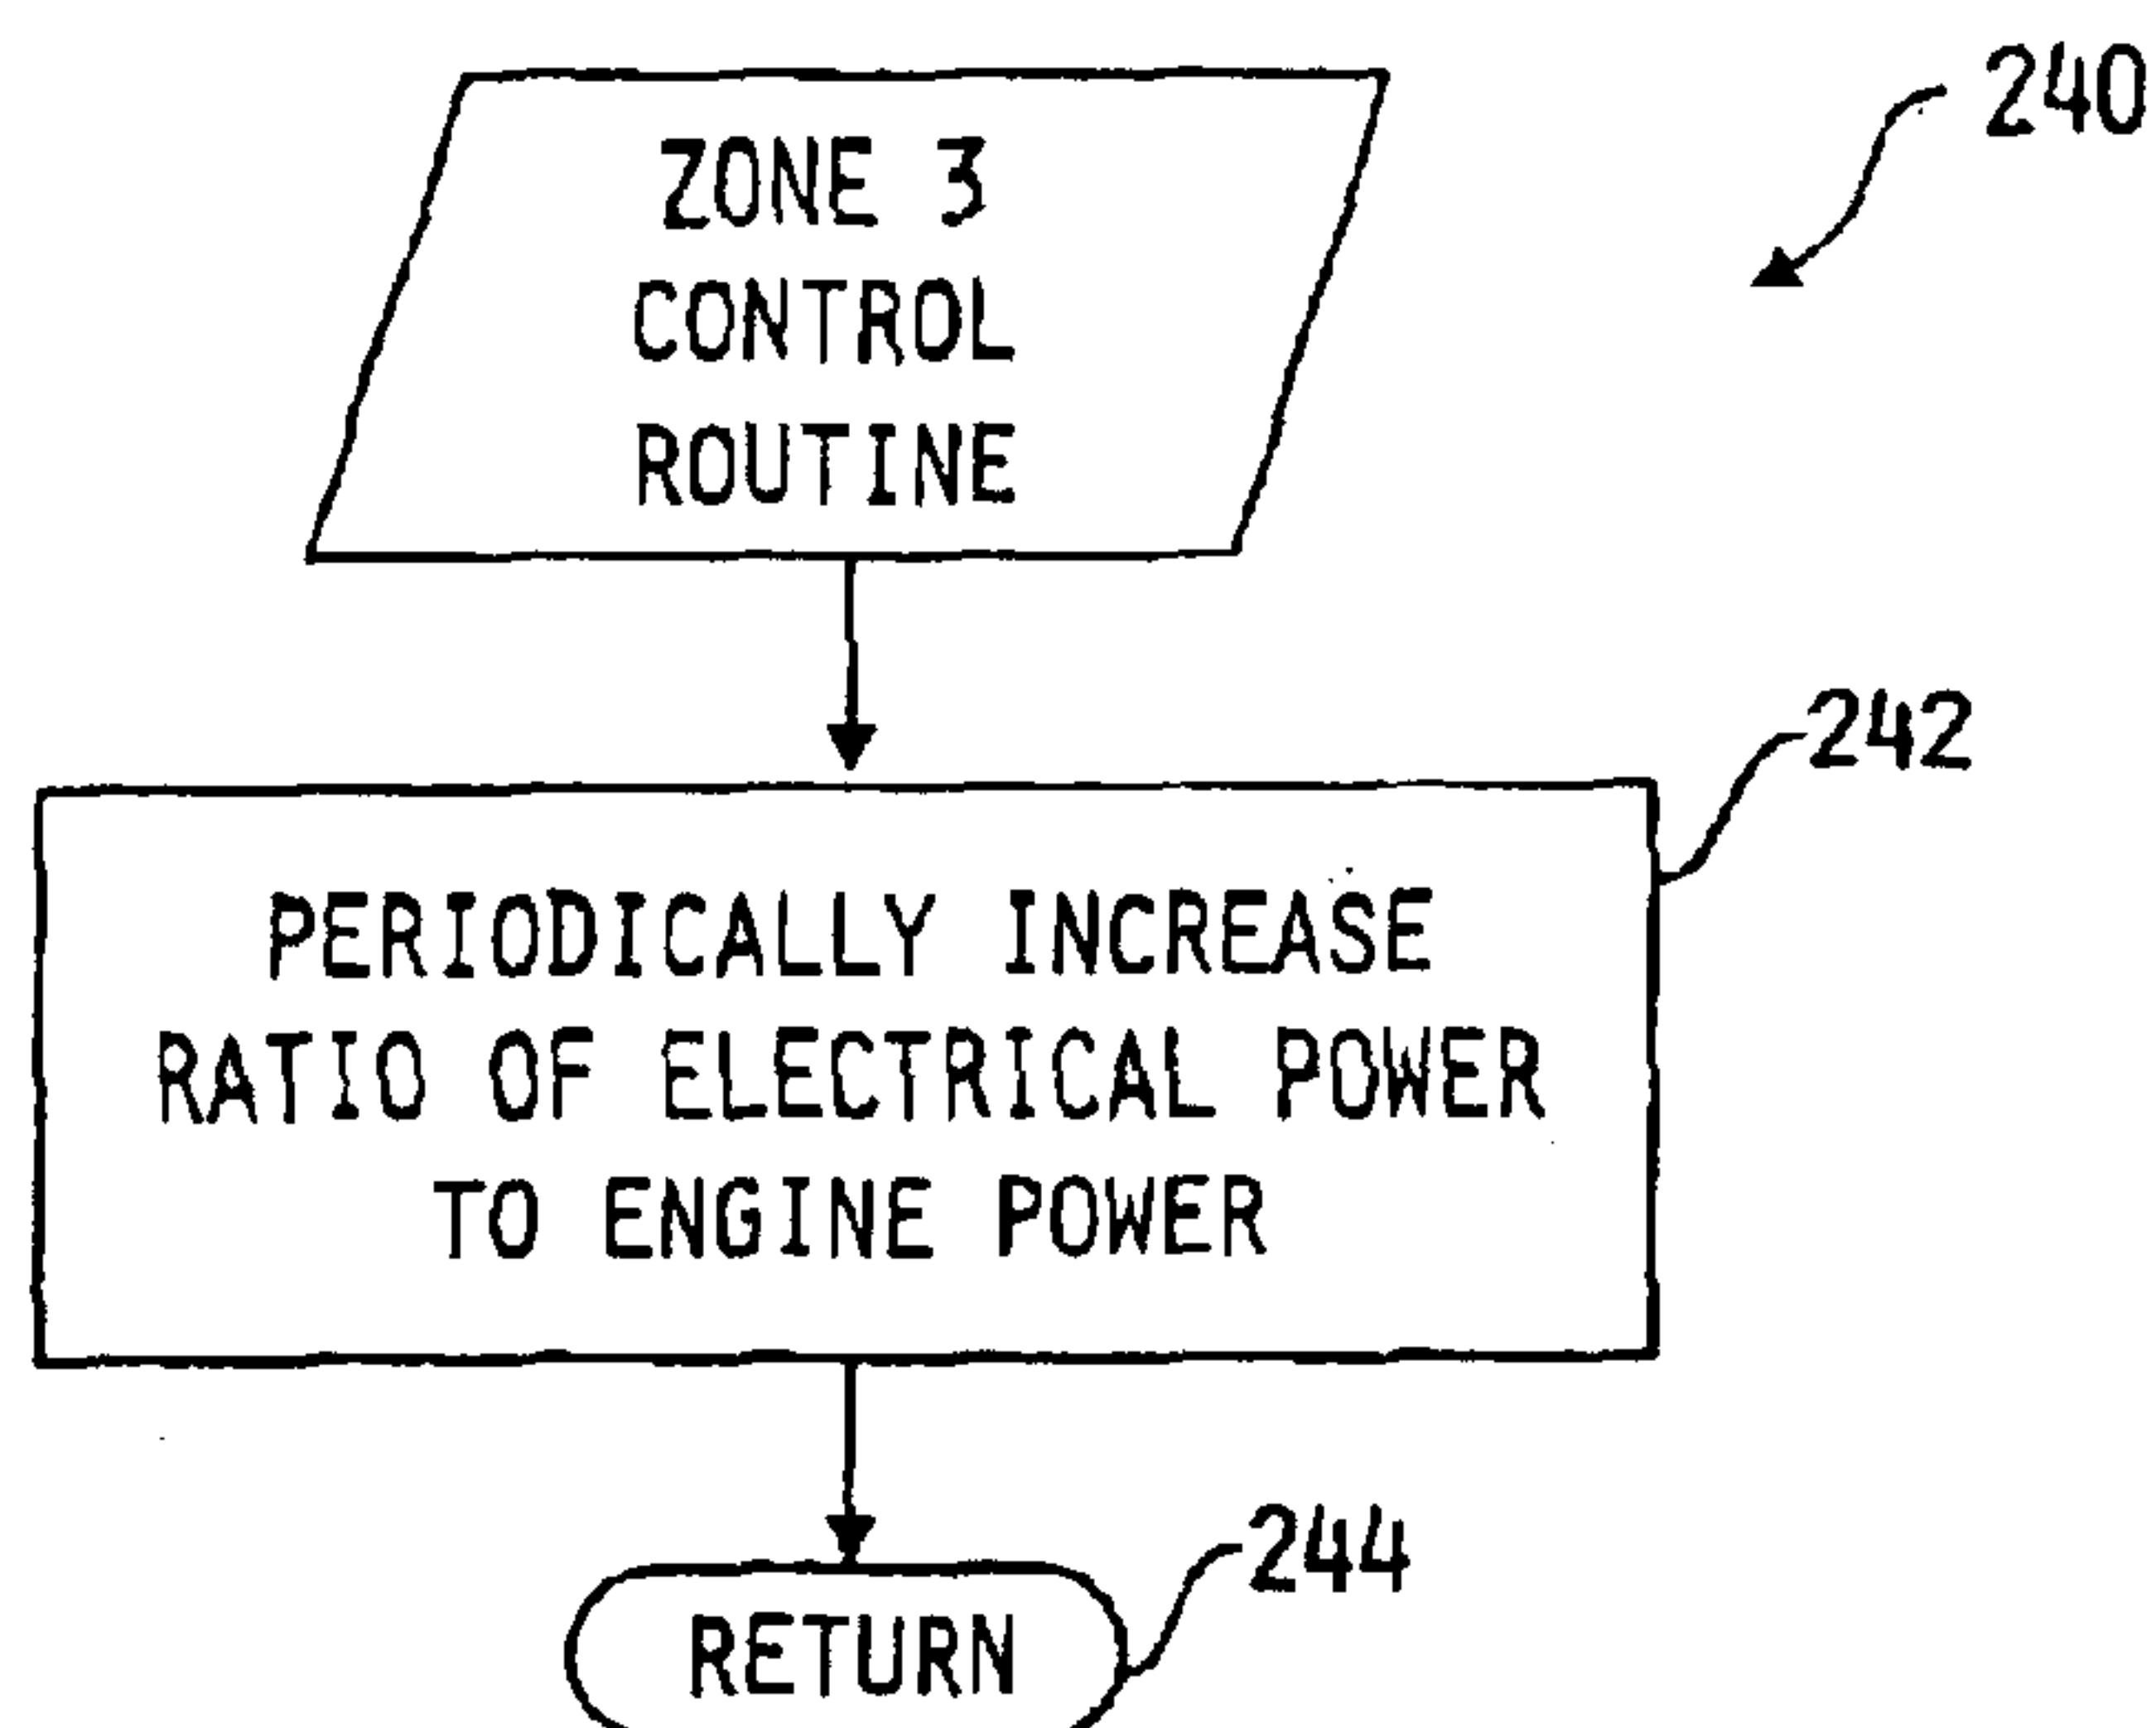 240
ZONE 3
CONTROL
ROUTINE
242
PERIODICALLY INCREASE
RATIO OF ELECTRICAL POWER
TO ENGINE POWER
244
RETURN